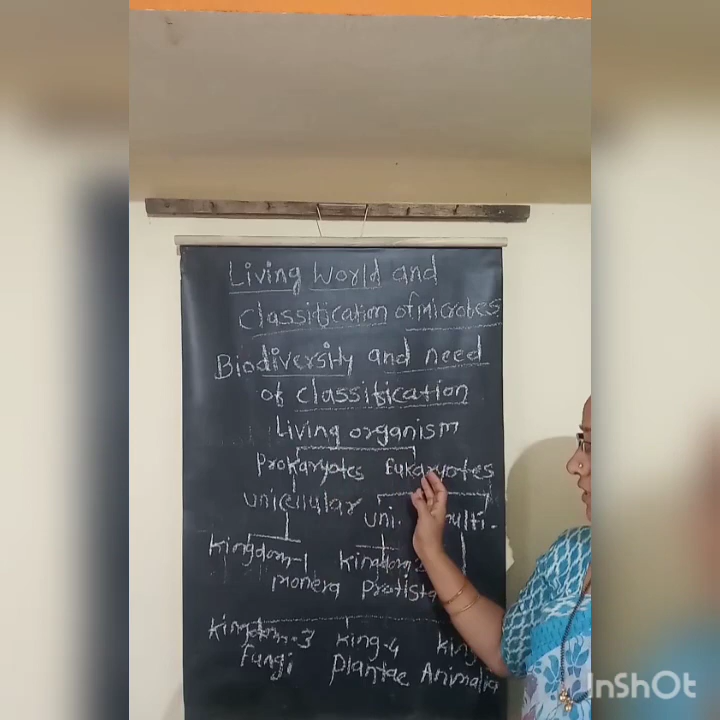 Living World and
Classification of microbes
Biodiversity and need
of classification
Living organism
Prokaryotes Eukaryotes
unicellular uni. multi.
Kingdom-1 Kingdom
monera Protista
Kingdom-3 King-4 King
Fungi Plantae Animalia
InShOt